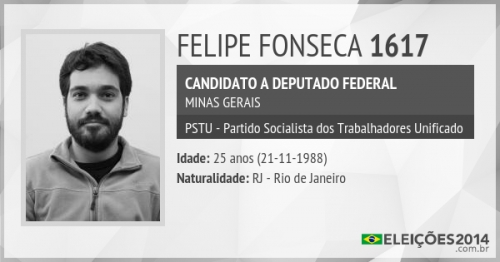 FELIPE FONSECA 1617
CANDIDATO A DEPUTADO FEDERAL
MINAS GERAIS
PSTU - Partido Socialista dos Trabalhadores Unificado
Idade: 25 anos (21-11-1988)
Naturalidade: RJ - Rio de Janeiro
ELEIÇÕES2014
.com.br